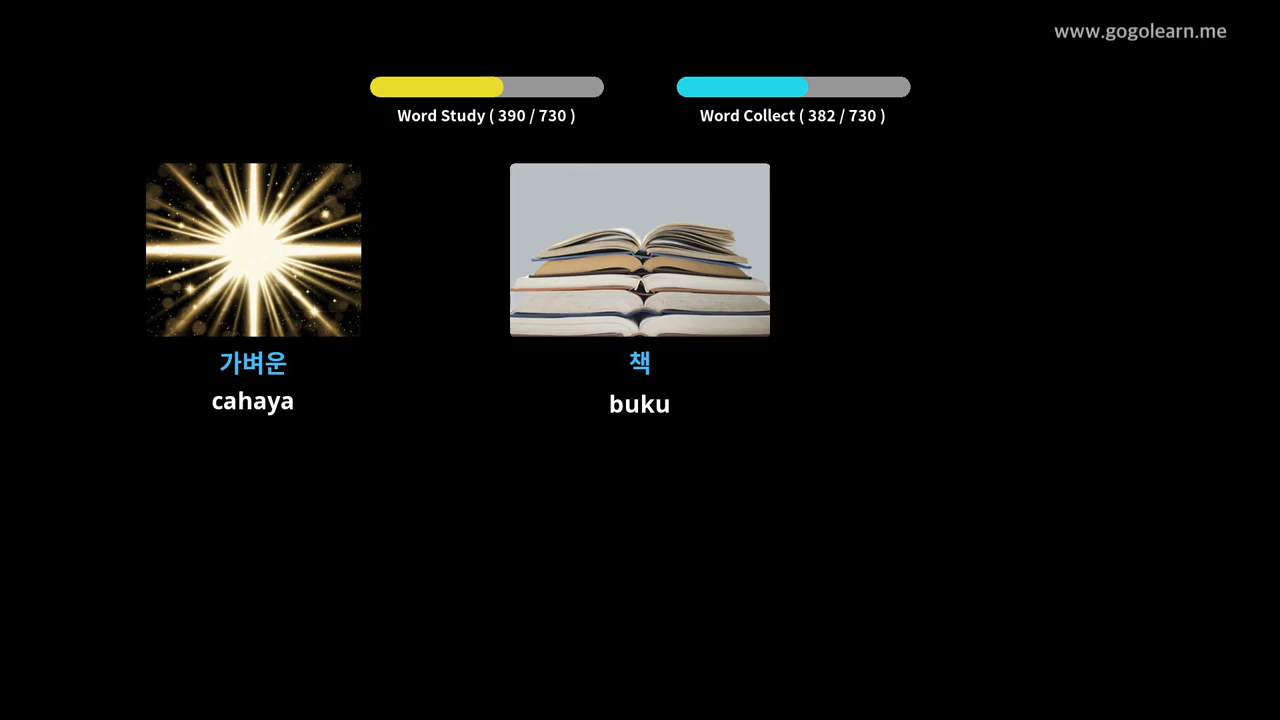 www.gogolearn.me
Word Study ( 390 / 730 )
Word Collect ( 382 / 730 )
가벼운
cahaya
책
buku